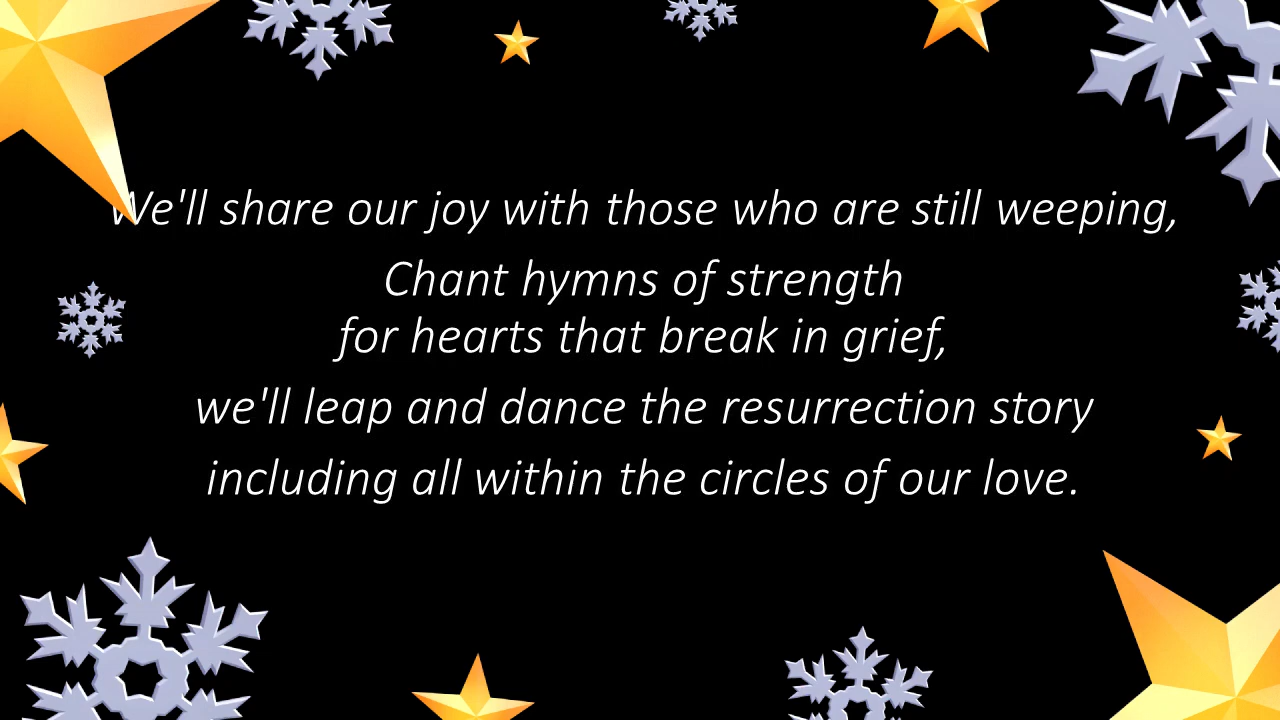 We'll share our joy with those who are still weeping,
Chant hymns of strength
for hearts that break in grief,
we'll leap and dance the resurrection story
including all within the circles of our love.